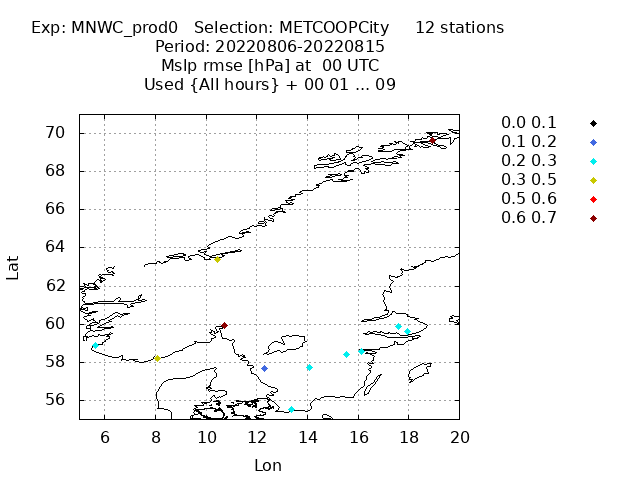 Exp: MNWC_prod0   Selection: METCOOPCity     12 stations
Period: 20220806-20220815
Mslp rmse [hPa] at  00 UTC
Used {All hours} + 00 01 ... 09
0.0 0.1
0.1 0.2
0.2 0.3
0.3 0.5
0.5 0.6
0.6 0.7
70
68
66
64
62
60
58
56
Lat
6 8 10 12 14 16 18 20
Lon